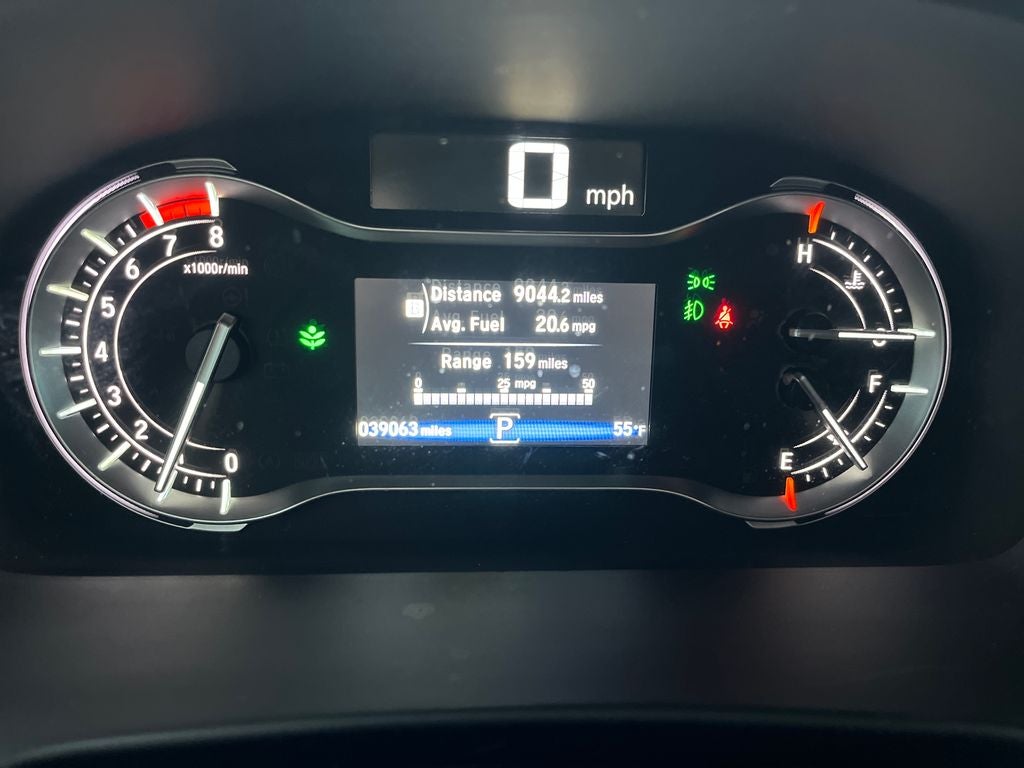 0 mph
8
7
6
5
4
3
2
0
x1000r/min
B
Distance 9044.2 miles
Avg. Fuel 20.6 mpg
Range 159 miles
0 25 mpg 50
039063 miles P 55°F
H
C
F
E